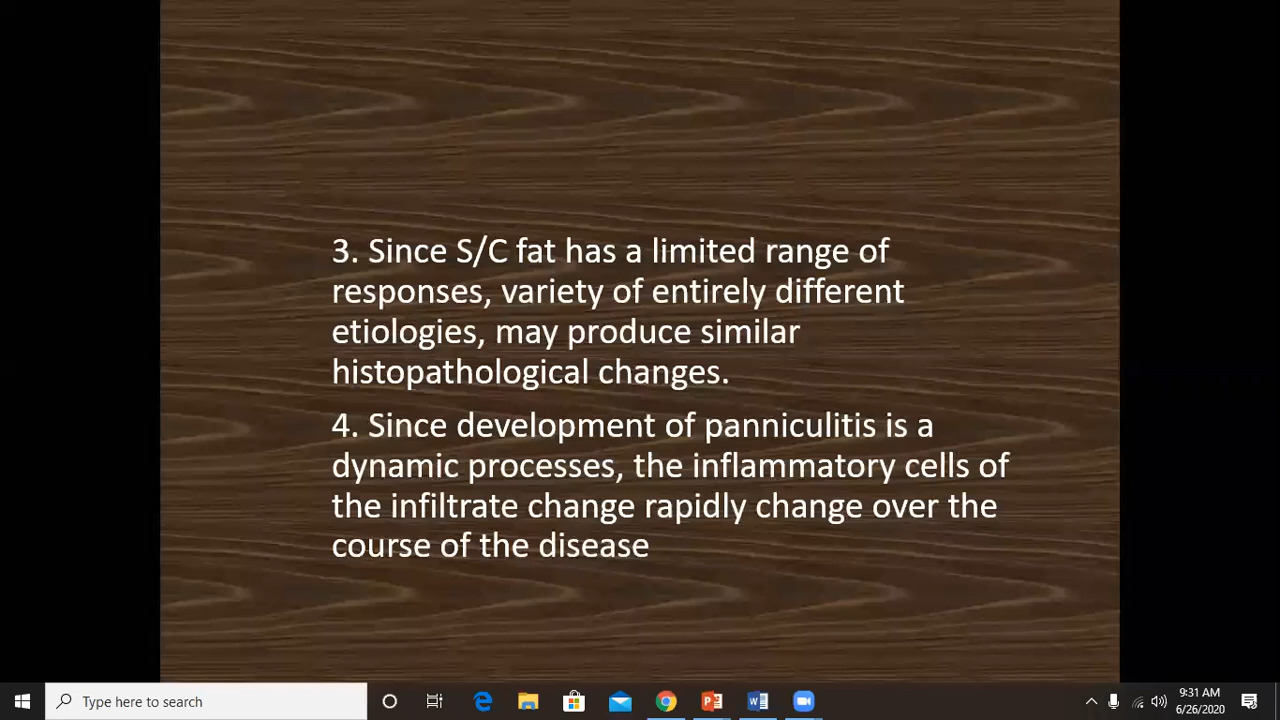 3. Since S/C fat has a limited range of
responses, variety of entirely different
etiologies, may produce similar
histopathological changes.
4. Since development of panniculitis is a
dynamic processes, the inflammatory cells of
the infiltrate change rapidly change over the
course of the disease
Type here to search
9:31 AM
6/26/2020